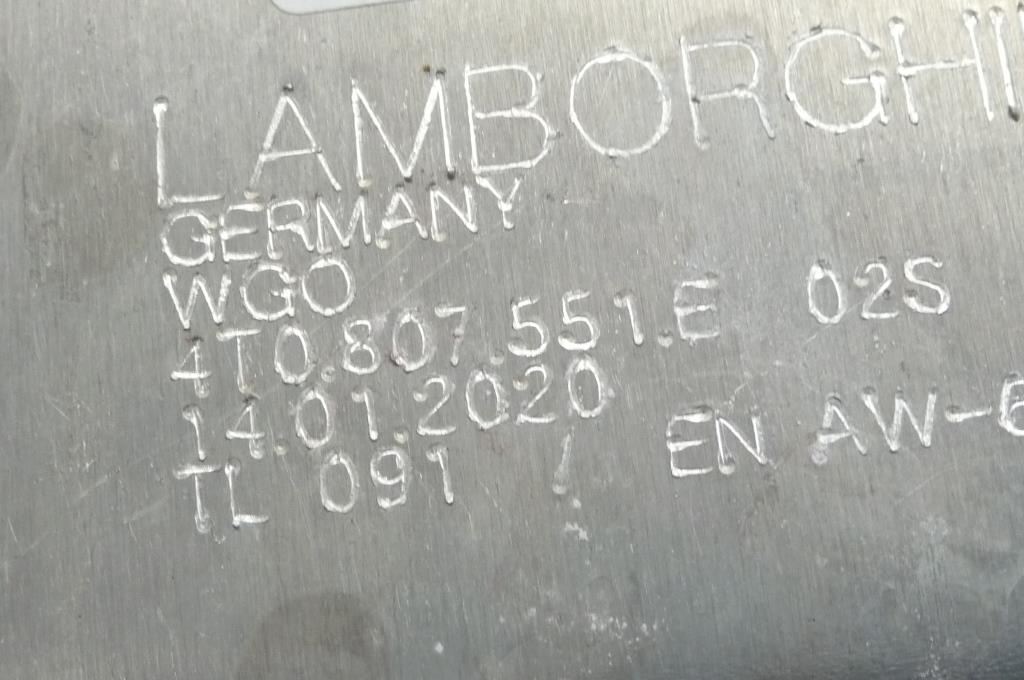 LAMBORGHI
GERMANY
WGO
4T0.807.551.E 02S
14.01.2020
TL 091 / EN AW-6